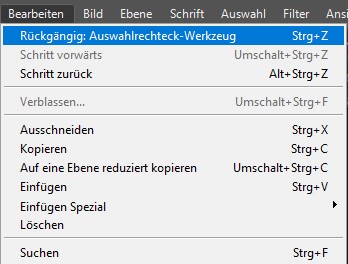 Bearbeiten Bild Ebene Schrift Auswahl Filter Ansi
Rückgängig: Auswahlrechteck-Werkzeug Strg+Z
Schritt vorwärts Umschalt+Strg+Z
Schritt zurück Alt+Strg+Z
Verblassen... Umschalt+Strg+F
Ausschneiden Strg+X
Kopieren Strg+C
Auf eine Ebene reduziert kopieren Umschalt+Strg+C
Einfügen Strg+V
Einfügen Spezial
Löschen
Suchen Strg+F